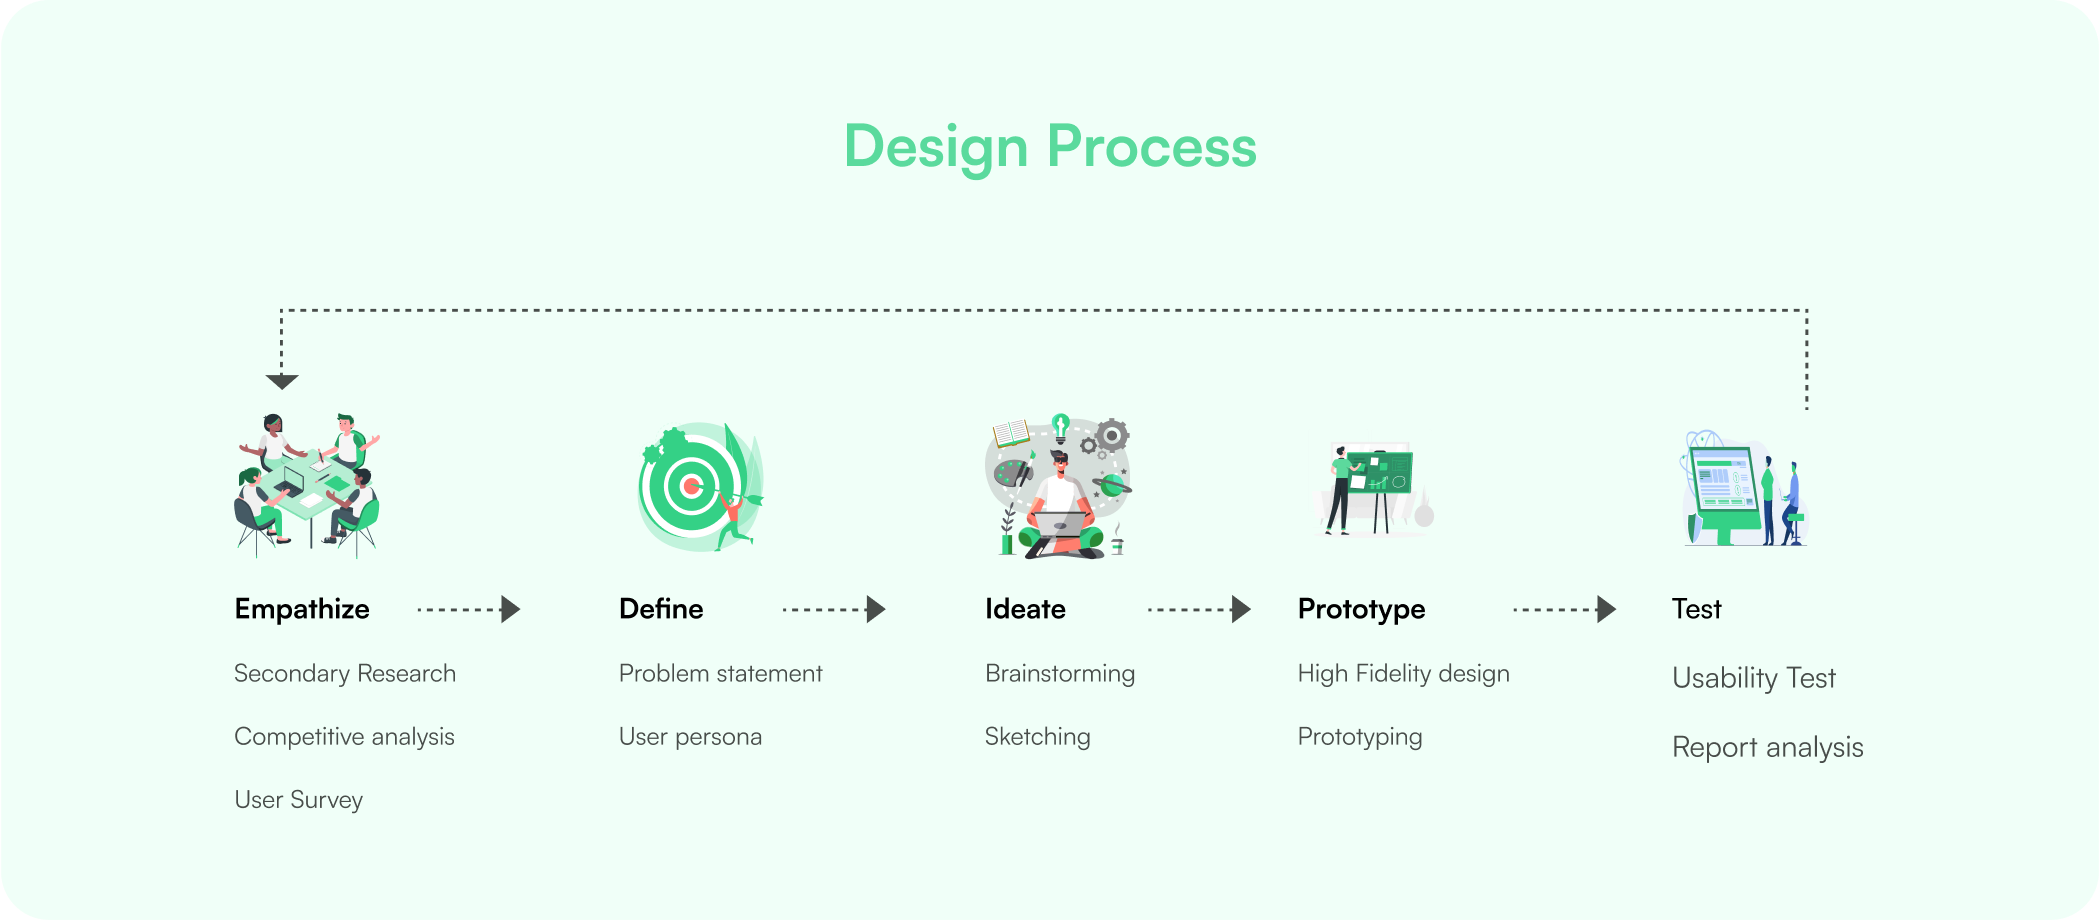 Design Process
Empathize
Secondary Research
Competitive analysis
User Survey
Define
Problem statement
User persona
Ideate
Brainstorming
Sketching
Prototype
High Fidelity design
Prototyping
Test
Usability Test
Report analysis